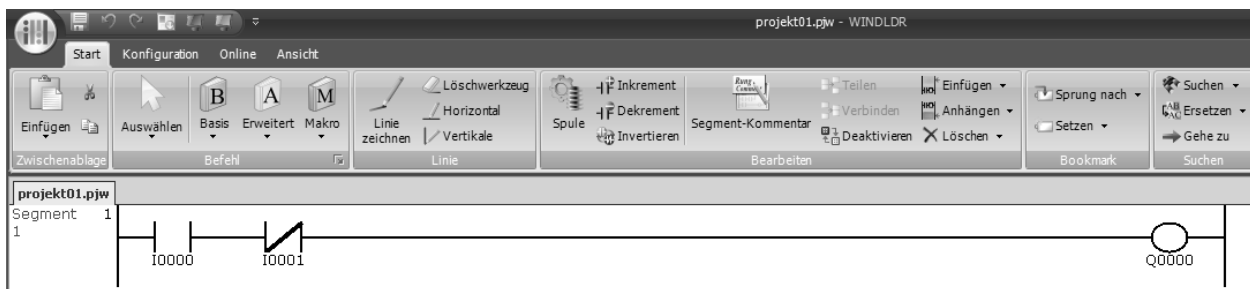 projekt01.pjw - WINDLDR
Start Konfiguration Online Ansicht
Einfügen
Zwischenablage
Auswählen
B
Basis
A
Erweitert
M
Makro
Befehl
Linie zeichnen
Löschwerkzeug
Horizontal
Vertikale
Linie
Spule
Inkrement
Dekrement
Invertieren
Rung Comment
Segment-Kommentar
Teilen
Verbinden
Deaktivieren
Einfügen
Anhängen
Löschen
Bearbeiten
Sprung nach
Setzen
Bookmark
Suchen
Ersetzen
Gehe zu
Suchen
projekt01.pjw
Segment 1
1
I0000 I0001 Q0000